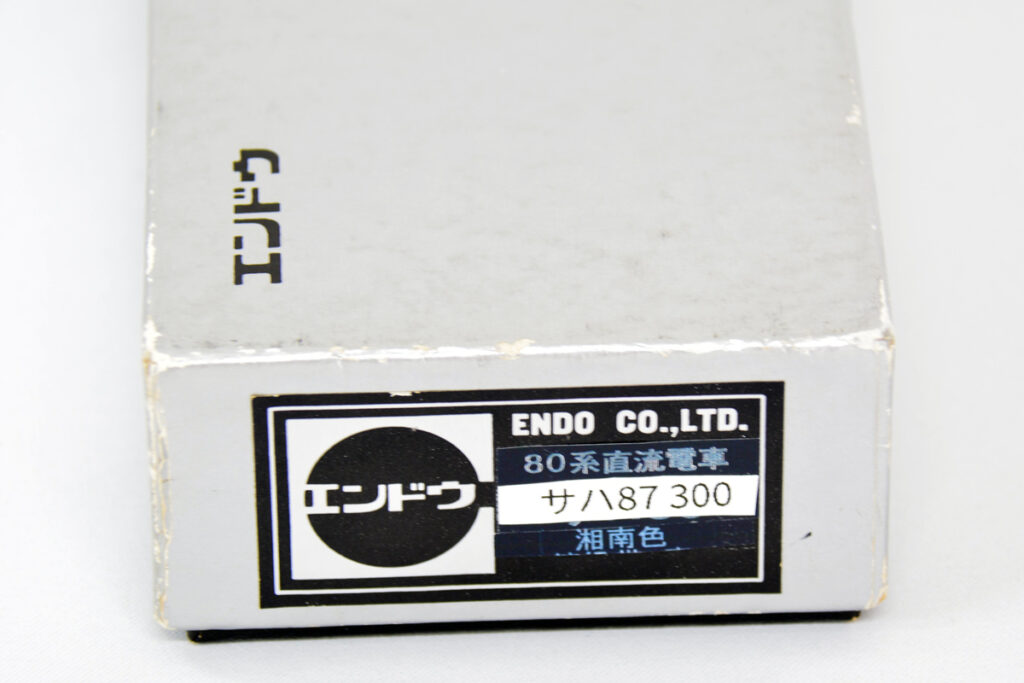 エンドウ
ENDO CO.,LTD.
80系直流電車
エンドウ
サハ87 300
湘南色